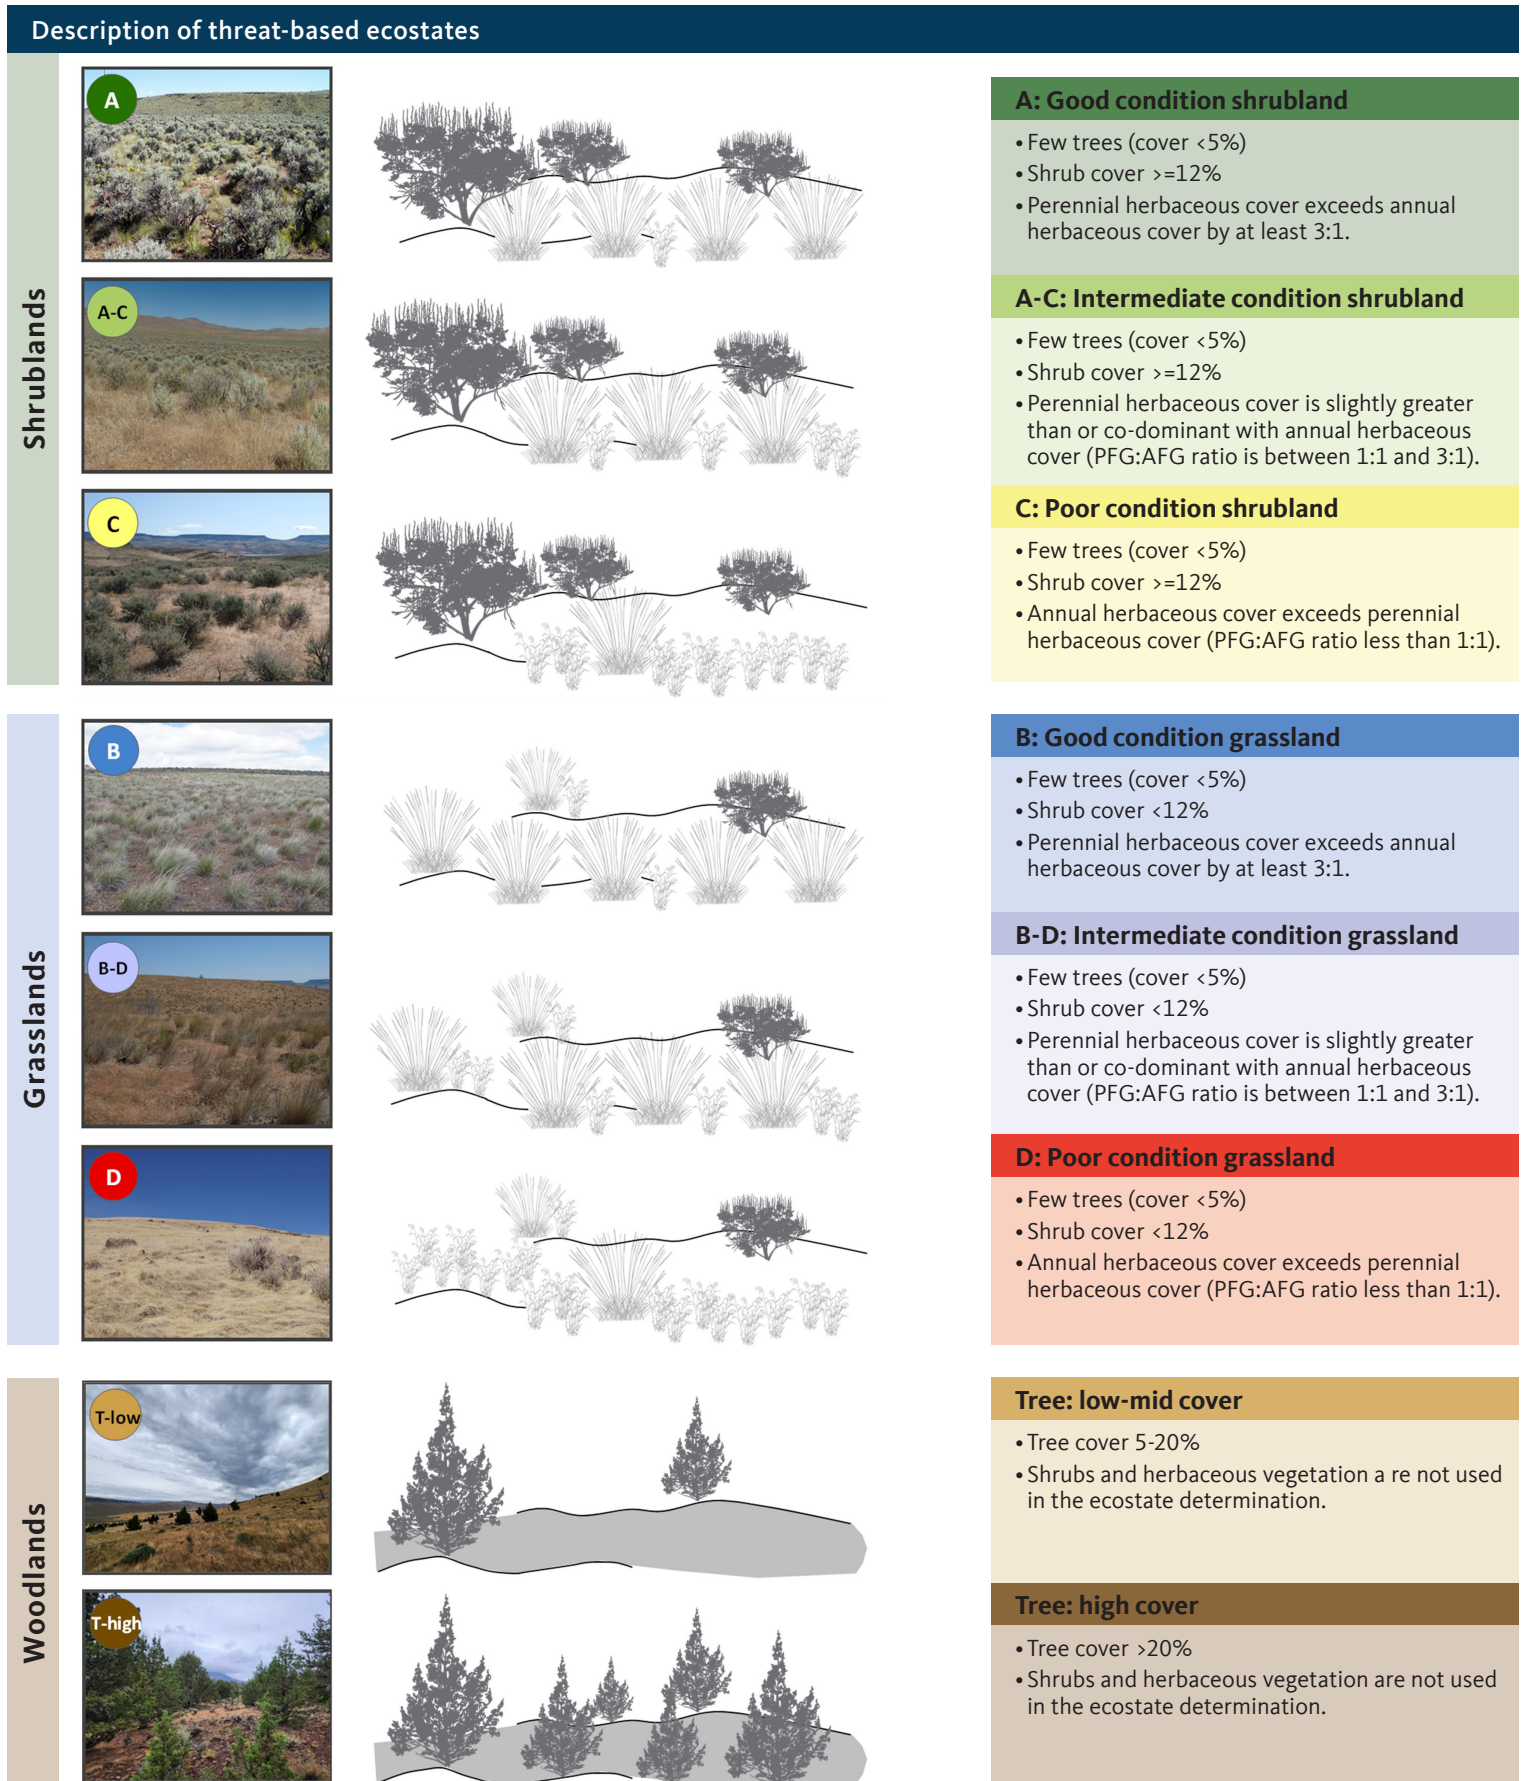 Description of threat-based ecostates
Shrublands
A
A: Good condition shrubland
• Few trees (cover <5%)
• Shrub cover >=12%
• Perennial herbaceous cover exceeds annual
herbaceous cover by at least 3:1.
A-C
A-C: Intermediate condition shrubland
• Few trees (cover <5%)
• Shrub cover >=12%
• Perennial herbaceous cover is slightly greater
than or co-dominant with annual herbaceous
cover (PFG:AFG ratio is between 1:1 and 3:1).
C
C: Poor condition shrubland
• Few trees (cover <5%)
• Shrub cover >=12%
• Annual herbaceous cover exceeds perennial
herbaceous cover (PFG:AFG ratio less than 1:1).
Grasslands
B
B: Good condition grassland
• Few trees (cover <5%)
• Shrub cover <12%
• Perennial herbaceous cover exceeds annual
herbaceous cover by at least 3:1.
B-D
B-D: Intermediate condition grassland
• Few trees (cover <5%)
• Shrub cover <12%
• Perennial herbaceous cover is slightly greater
than or co-dominant with annual herbaceous
cover (PFG:AFG ratio is between 1:1 and 3:1).
D
D: Poor condition grassland
• Few trees (cover <5%)
• Shrub cover <12%
• Annual herbaceous cover exceeds perennial
herbaceous cover (PFG:AFG ratio less than 1:1).
Woodlands
T-low
Tree: low-mid cover
• Tree cover 5-20%
• Shrubs and herbaceous vegetation a re not used
in the ecostate determination.
T-high
Tree: high cover
• Tree cover >20%
• Shrubs and herbaceous vegetation are not used
in the ecostate determination.